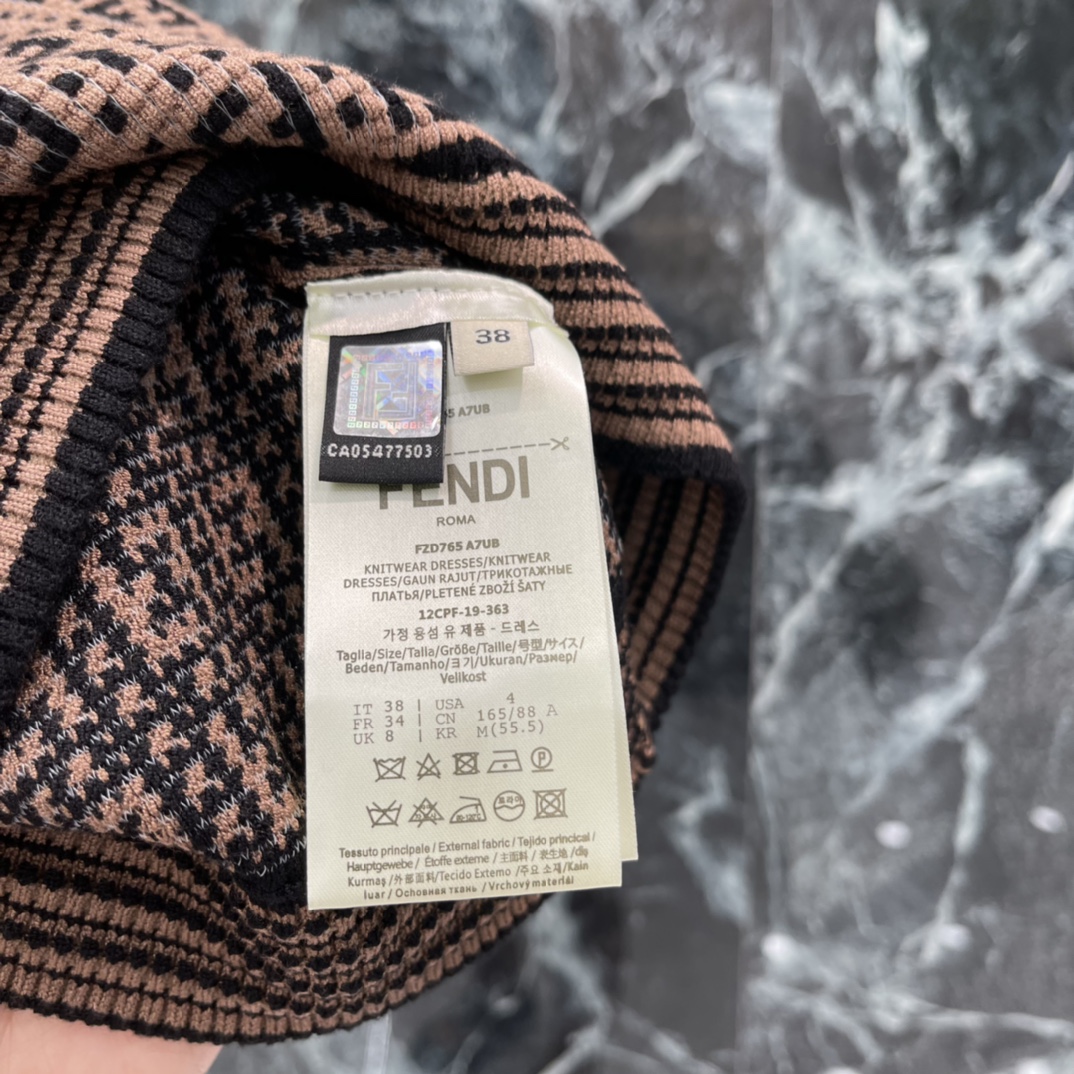 38
5 A7UB
CA05477503
FENDI
ROMA
FZD765 A7UB
KNITWEAR DRESSES/KNITWEAR
DRESSES/GAUN RAJUT/ТРИКОТАЖНЫЕ
ПЛАТЬЯ/PLETENÉ ZBOŽÍ ŠATY
12CPF-19-363
가정 용섬 유 제품 - 드레스
Taglia/Size/Talla/Größe/Taille/号型/サイズ/
Beden/Tamanho/크기/Ukuran/Размер/
Velikost
IT 38 | USA 4
FR 34 | CN 165/88 A
UK 8 | KR M(55.5)
Tessuto principale / External fabric / Tejido principal /
Hauptgewebe / Étoffe externe / 主面料 / 表生地 /dış
Kurmaş /外部面料/Tecido Externo /주요 소재/Kain
luar / Основная ткань / Vrchový materiál